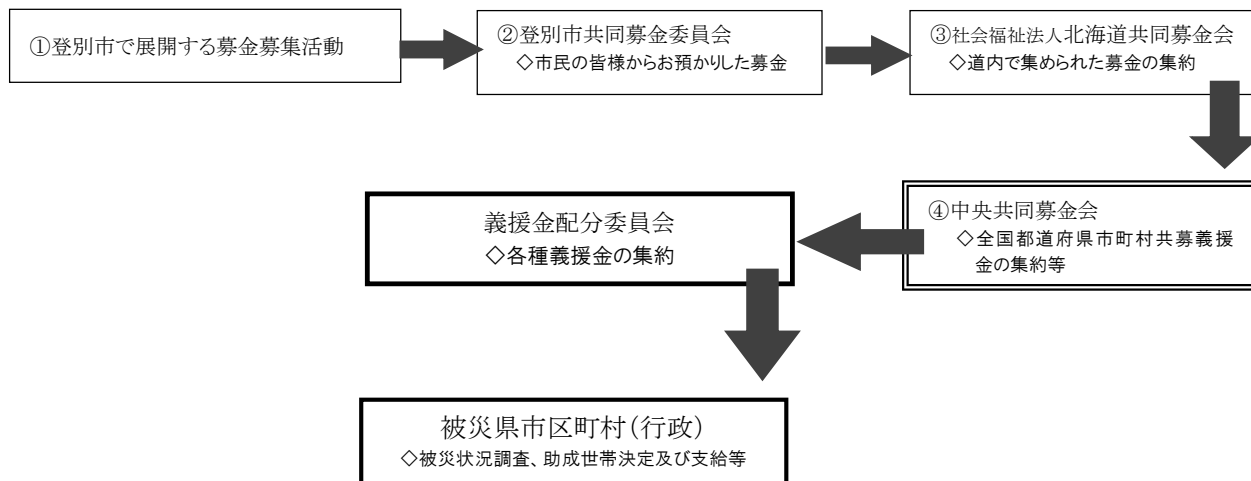 ①登別市で展開する募金募集活動
②登別市共同募金委員会
◇市民の皆様からお預かりした募金
③社会福祉法人北海道共同募金会
◇道内で集められた募金の集約
④中央共同募金会
◇全国都道府県市町村共募義援
金の集約等
義援金配分委員会
◇各種義援金の集約
被災県市区町村(行政)
◇被災状況調査、助成世帯決定及び支給等